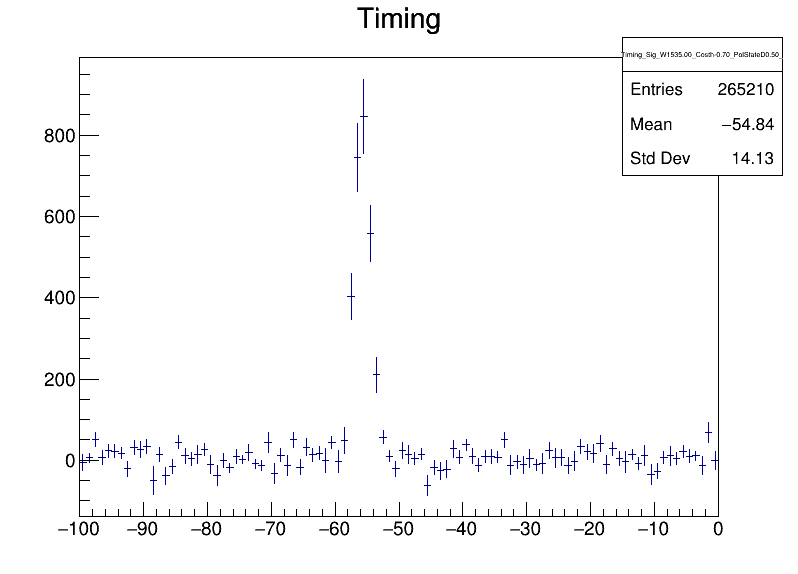 Timing
Timing_Sig_W1535.00_Costh-0.70_PolStateD0.50_
Entries 265210
Mean −54.84
Std Dev 14.13
800
600
400
200
0
−100 −90 −80 −70 −60 −50 −40 −30 −20 −10 0